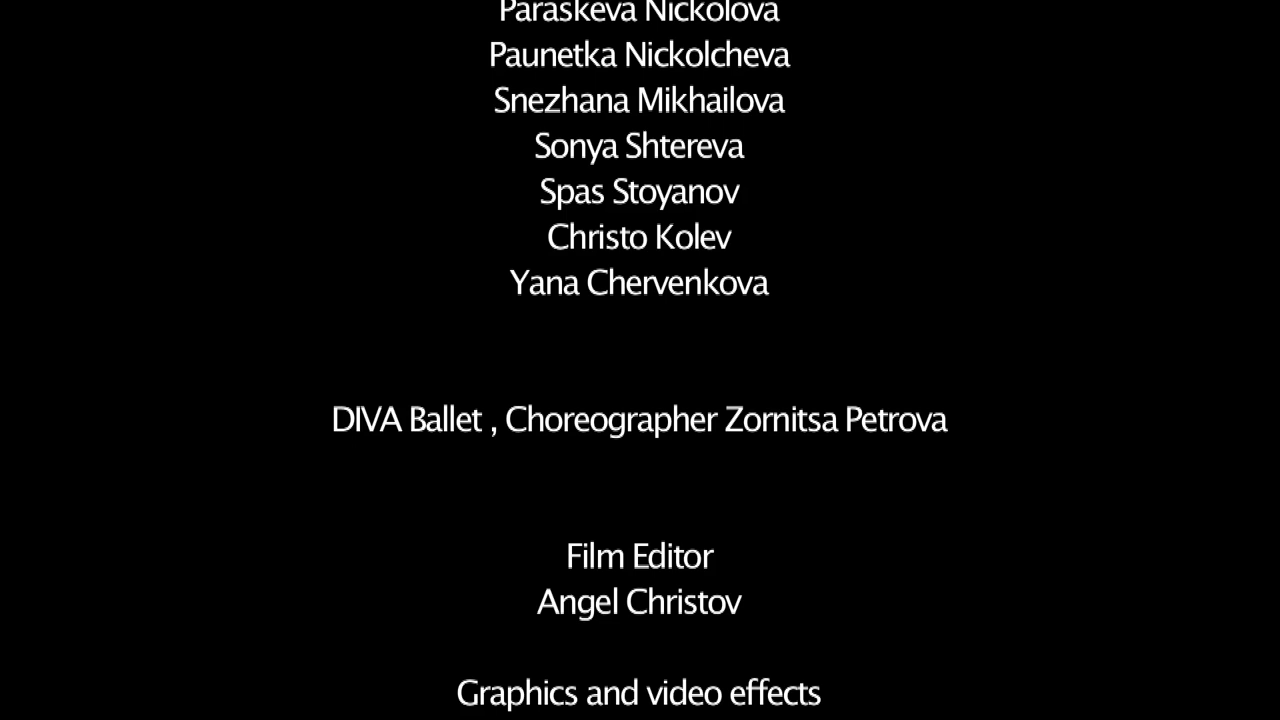 Paraskeva Nickolova
Paunetka Nickolcheva
Snezhana Mikhailova
Sonya Shtereva
Spas Stoyanov
Christo Kolev
Yana Chervenkova
DIVA Ballet , Choreographer Zornitsa Petrova
Film Editor
Angel Christov
Graphics and video effects